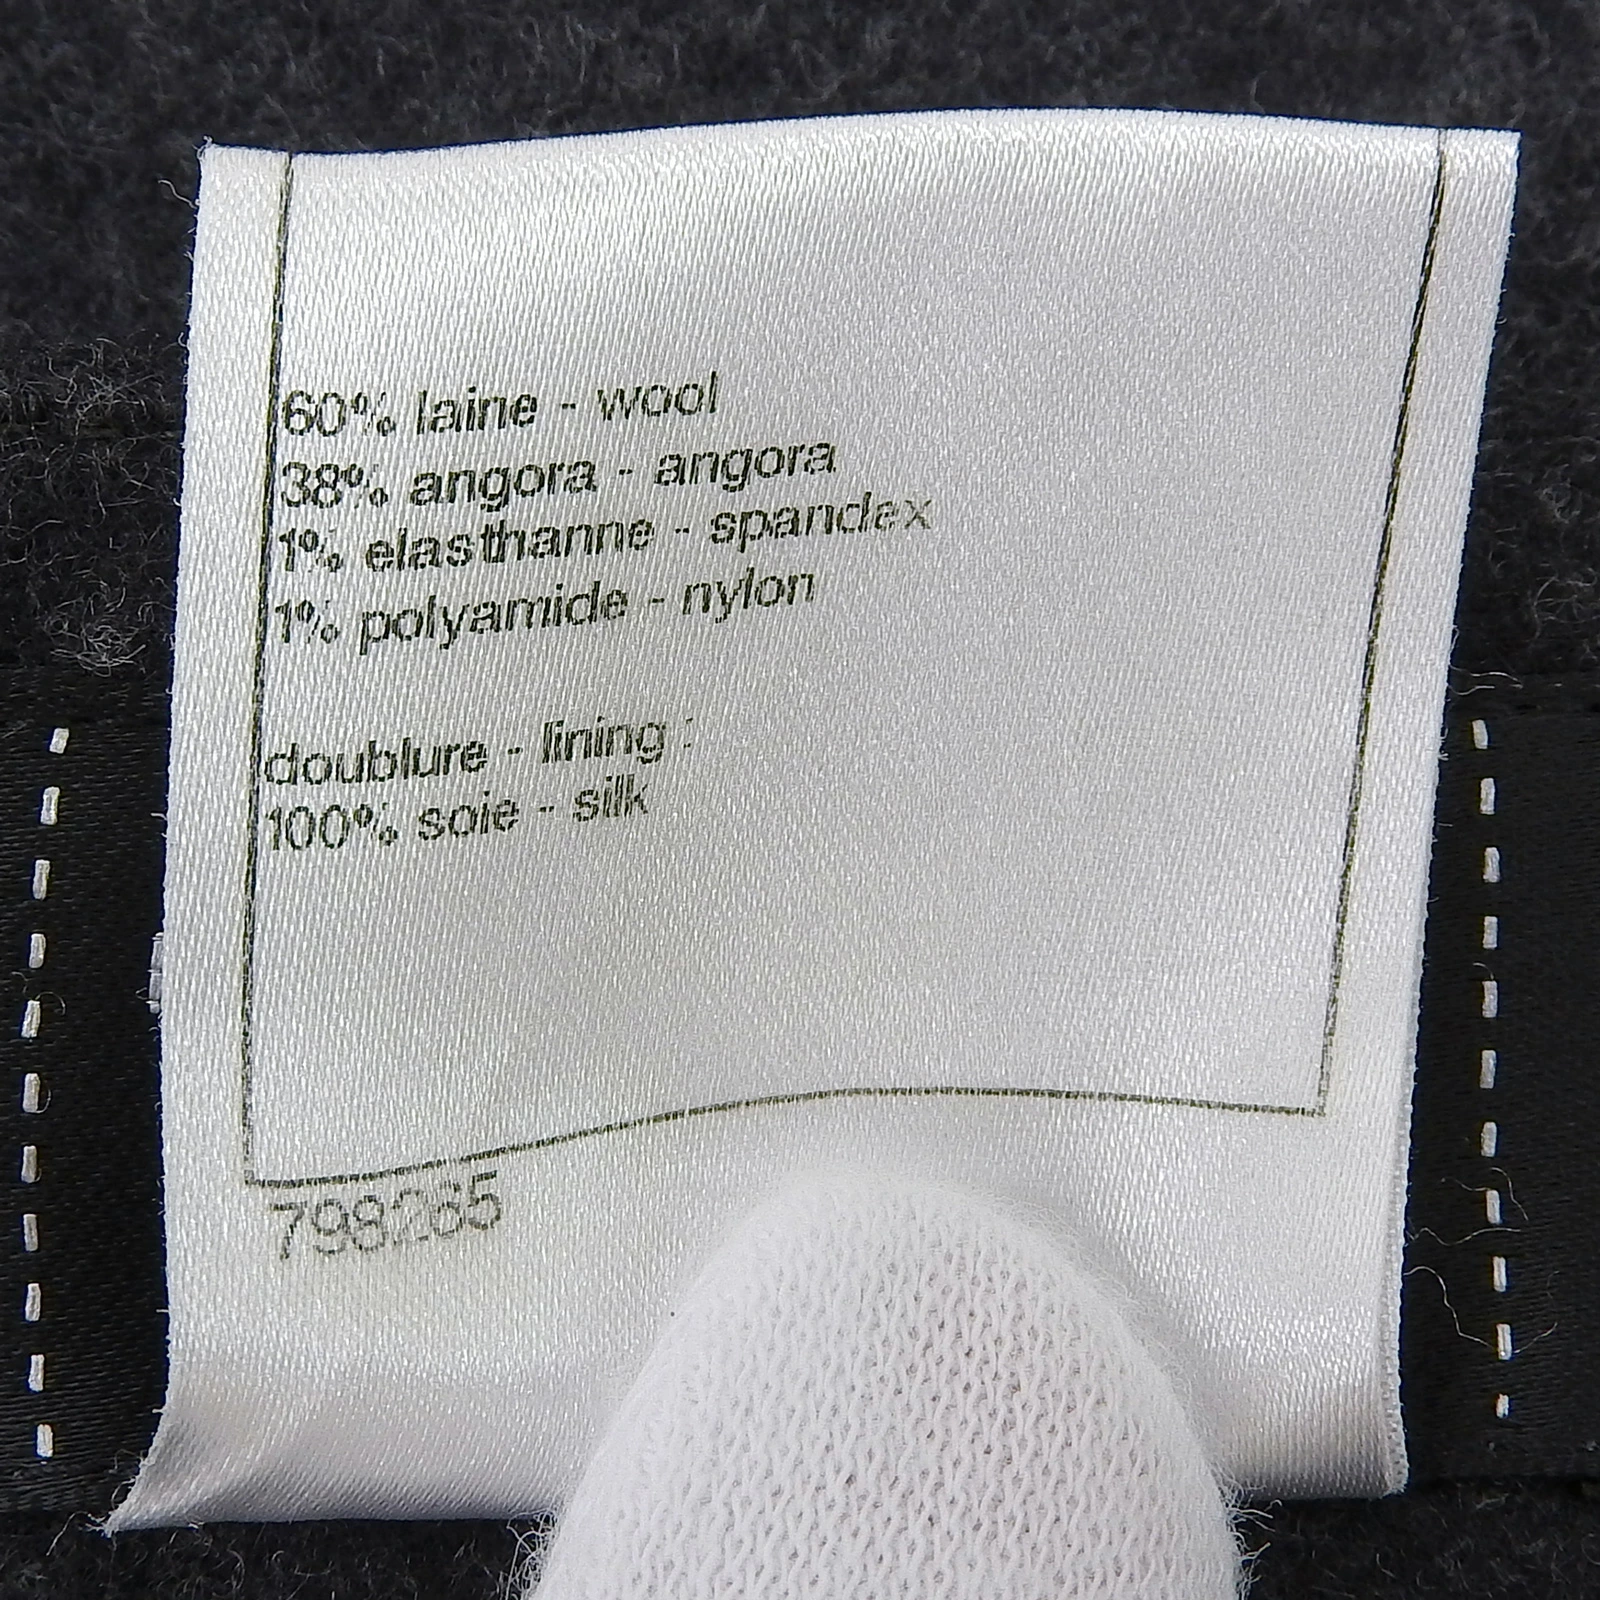 60% laine - wool
38% angora - angora
1% elasthanne - spandex
1% polyamide - nylon
doublure - lining :
100% soie - silk
798265